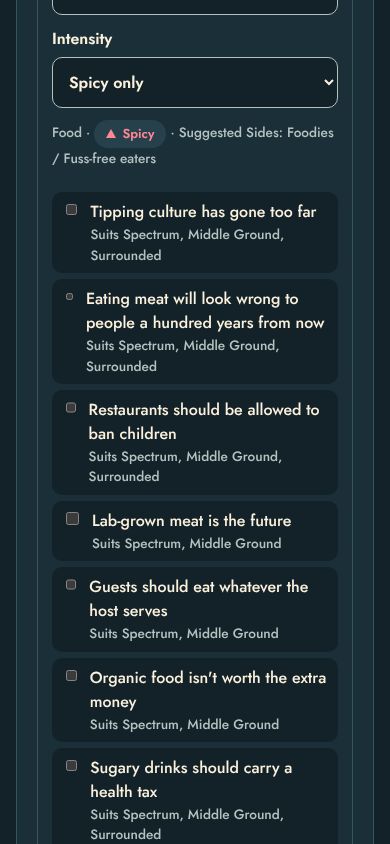 Intensity
Spicy only
Food · ▲ Spicy · Suggested Sides: Foodies
/ Fuss-free eaters
Tipping culture has gone too far
Suits Spectrum, Middle Ground,
Surrounded
Eating meat will look wrong to
people a hundred years from now
Suits Spectrum, Middle Ground,
Surrounded
Restaurants should be allowed to
ban children
Suits Spectrum, Middle Ground,
Surrounded
Lab-grown meat is the future
Suits Spectrum, Middle Ground
Guests should eat whatever the
host serves
Suits Spectrum, Middle Ground
Organic food isn't worth the extra
money
Suits Spectrum, Middle Ground
Sugary drinks should carry a
health tax
Suits Spectrum, Middle Ground,
Surrounded